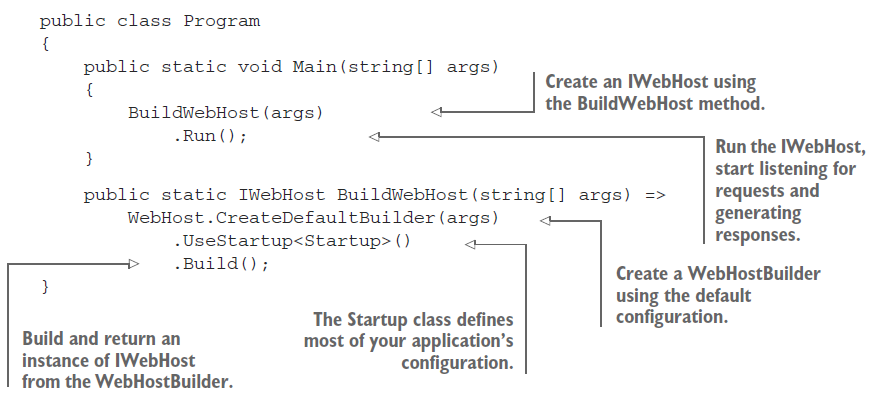 public class Program
{
public static void Main(string[] args)
{
BuildWebHost(args)
.Run();
}
public static IWebHost BuildWebHost(string[] args) =>
WebHost.CreateDefaultBuilder(args)
.UseStartup<Startup>()
.Build();
}
Create an IWebHost using
the BuildWebHost method.
Run the IWebHost,
start listening for
requests and
generating
responses.
Create a WebHostBuilder
using the default
configuration.
The Startup class defines
most of your application's
configuration.
Build and return an
instance of IWebHost
from the WebHostBuilder.